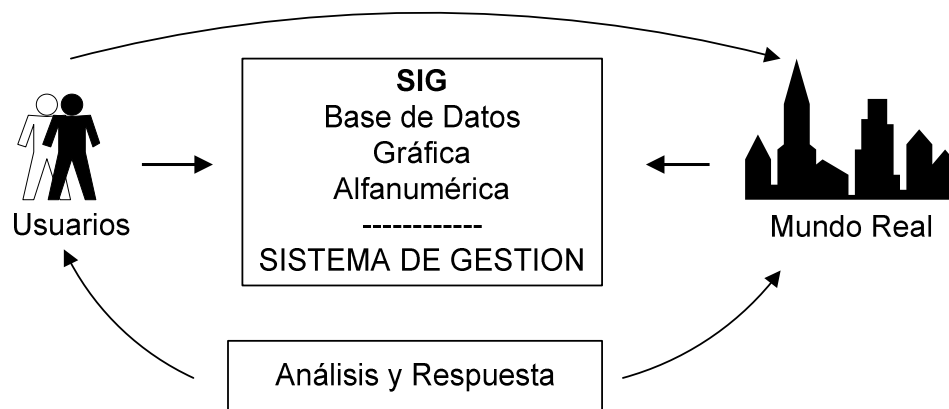 SIG
Base de Datos
Gráfica
Alfanumérica
------------
SISTEMA DE GESTION
Usuarios
Mundo Real
Análisis y Respuesta